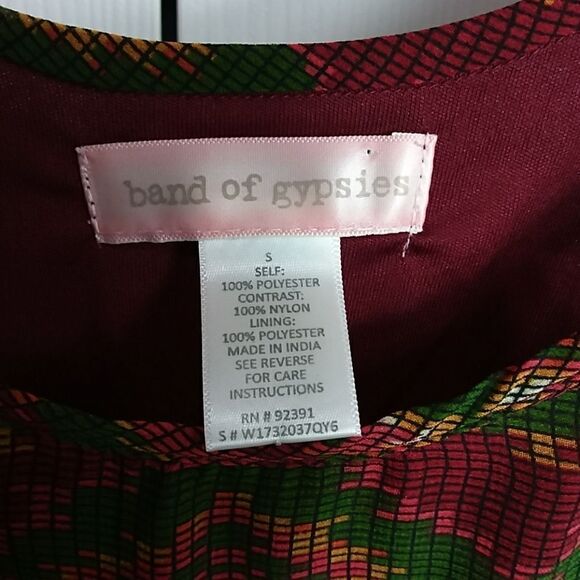 band of gypsies
S
SELF:
100% POLYESTER
CONTRAST:
100% NYLON
LINING:
100% POLYESTER
MADE IN INDIA
SEE REVERSE
FOR CARE
INSTRUCTIONS
RN # 92391
S # W1732037QY6